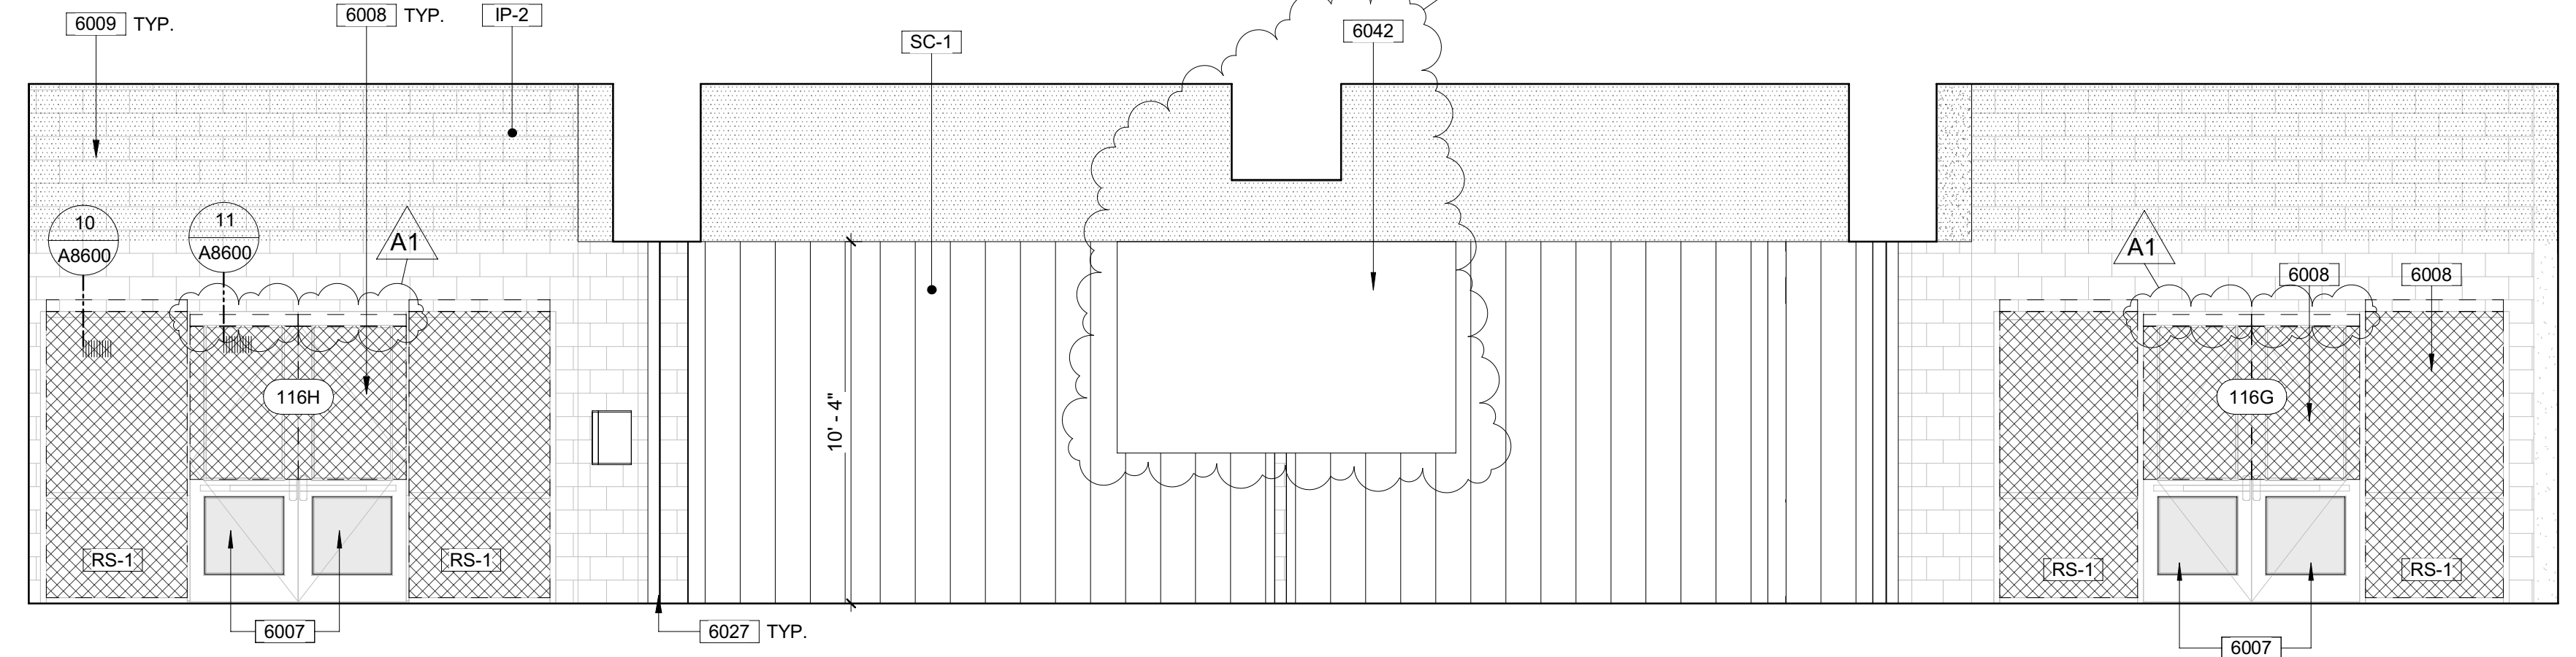 6009 TYP.
6008 TYP.
IP-2
SC-1
6042
10
A8600
11
A8600
A1
A1
6008
6008
116H
10' - 4"
116G
RS-1
RS-1
RS-1
RS-1
6007
6027 TYP.
6007